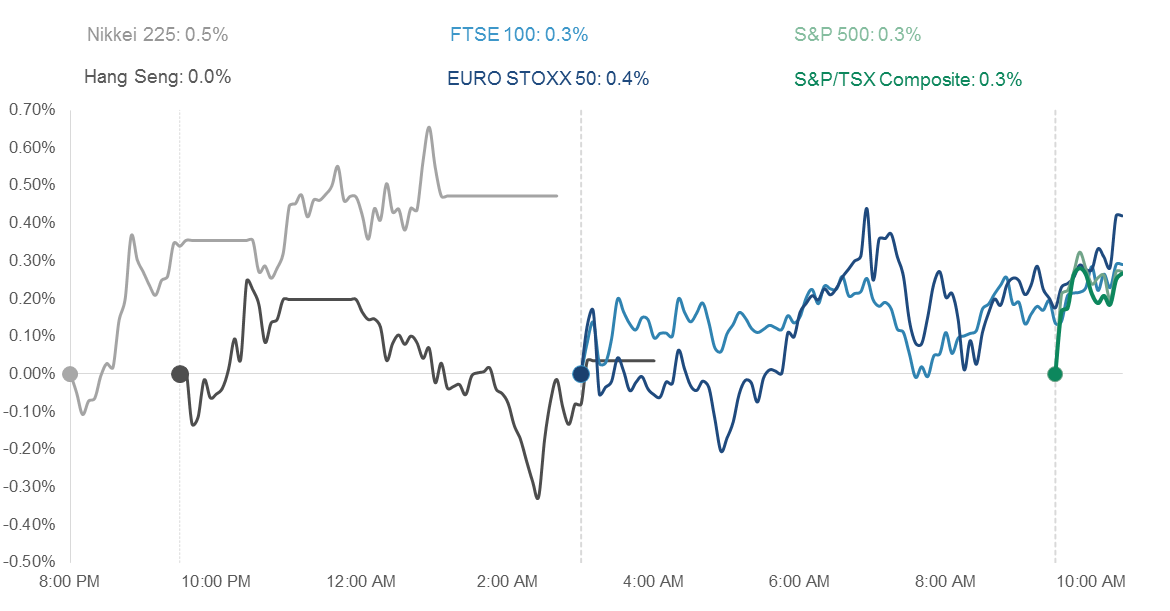 Nikkei 225: 0.5%
FTSE 100: 0.3%
S&P 500: 0.3%
Hang Seng: 0.0%
EURO STOXX 50: 0.4%
S&P/TSX Composite: 0.3%
0.70%
0.60%
0.50%
0.40%
0.30%
0.20%
0.10%
0.00%
-0.10%
-0.20%
-0.30%
-0.40%
-0.50%
8:00 PM
10:00 PM
12:00 AM
2:00 AM
4:00 AM
6:00 AM
8:00 AM
10:00 AM